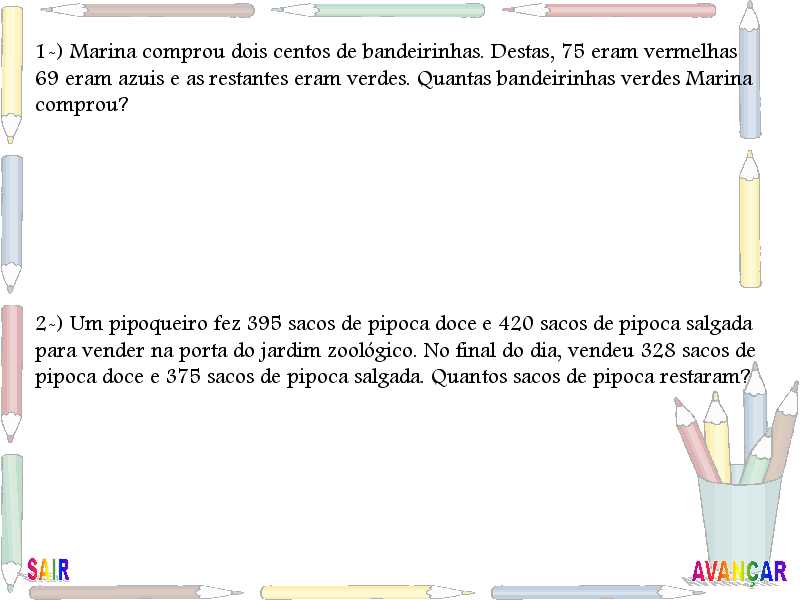 1-) Marina comprou dois centos de bandeirinhas. Destas, 75 eram vermelhas
69 eram azuis e as restantes eram verdes. Quantas bandeirinhas verdes Marina
comprou?
2-) Um pipoqueiro fez 395 sacos de pipoca doce e 420 sacos de pipoca salgada
para vender na porta do jardim zoológico. No final do dia, vendeu 328 sacos de
pipoca doce e 375 sacos de pipoca salgada. Quantos sacos de pipoca restaram?
SAIR
AVANÇAR